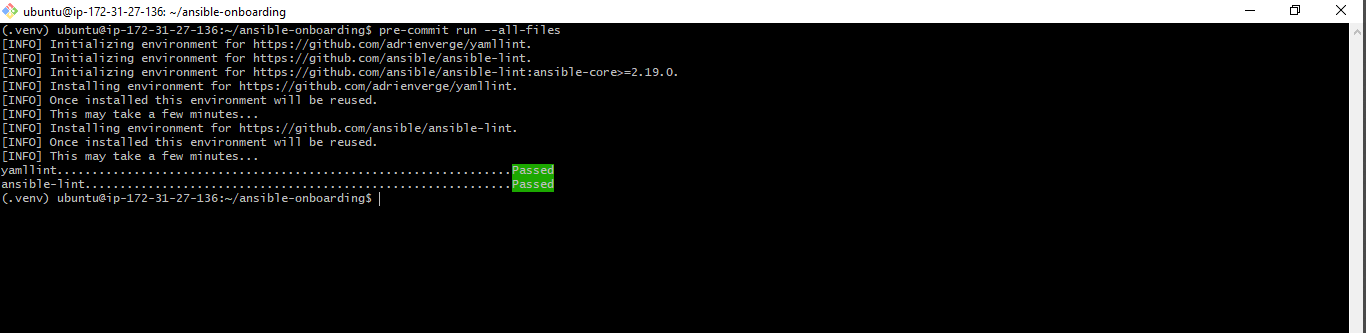 ubuntu@ip-172-31-27-136: ~/ansible-onboarding
(.venv) ubuntu@ip-172-31-27-136:~/ansible-onboarding$ pre-commit run --all-files
[INFO] Initializing environment for https://github.com/adrienverge/yamllint.
[INFO] Initializing environment for https://github.com/ansible/ansible-lint.
[INFO] Initializing environment for https://github.com/ansible/ansible-lint:ansible-core>=2.19.0.
[INFO] Installing environment for https://github.com/adrienverge/yamllint.
[INFO] Once installed this environment will be reused.
[INFO] This may take a few minutes...
[INFO] Installing environment for https://github.com/ansible/ansible-lint.
[INFO] Once installed this environment will be reused.
[INFO] This may take a few minutes...
yamllint.................................................................Passed
ansible-lint.............................................................Passed
(.venv) ubuntu@ip-172-31-27-136:~/ansible-onboarding$